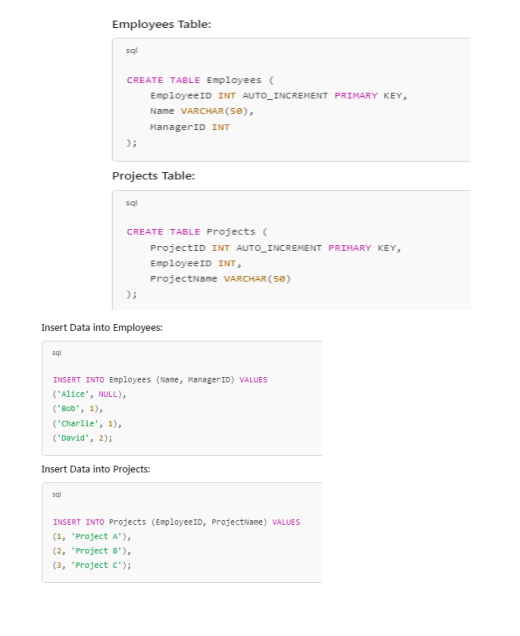 Employees Table:
sql
CREATE TABLE Employees (
EmployeeID INT AUTO_INCREMENT PRIMARY KEY,
Name VARCHAR(50),
ManagerID INT
);
Projects Table:
sql
CREATE TABLE Projects (
ProjectID INT AUTO_INCREMENT PRIMARY KEY,
EmployeeID INT,
ProjectName VARCHAR(50)
);
Insert Data into Employees:
sql
INSERT INTO Employees (Name, ManagerID) VALUES
('Alice', NULL),
('Bob', 1),
('Charlie', 1),
('David', 2);
Insert Data into Projects:
sql
INSERT INTO Projects (EmployeeID, ProjectName) VALUES
(1, 'Project A'),
(2, 'Project B'),
(3, 'Project C');